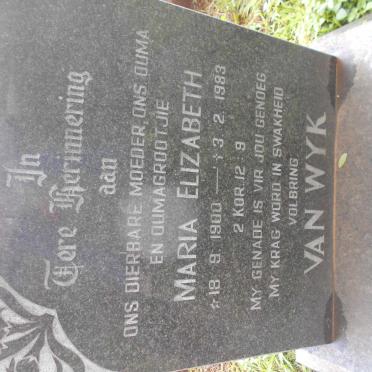 In
Tere Herinnering
aan
ONS DIERBARE MOEDER, ONS OUMA
EN OUMAGROOTJIE
MARIA ELIZABETH
☆18 9 1900 — ✝3 2 1983
2 KOR. 12 9
MY GENADE IS VIR JOU GENOEG,
MY KRAG WORD IN SWAKHEID
VOLBRING
VAN WYK